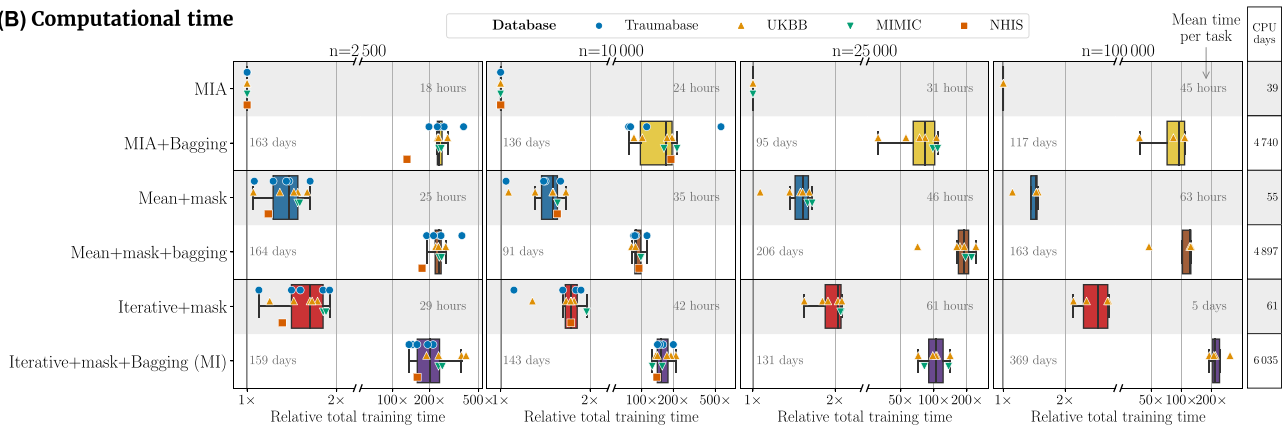 (B) Computational time
Database Traumabase UKBB MIMIC NHIS
Mean time
per task
CPU
days
n=2 500 n=10 000 n=25 000 n=100 000
MIA 18 hours 24 hours 31 hours 45 hours 39
MIA+Bagging 163 days 136 days 95 days 117 days 4 740
Mean+mask 25 hours 35 hours 46 hours 63 hours 55
Mean+mask+bagging 164 days 91 days 206 days 163 days 4 897
Iterative+mask 29 hours 42 hours 61 hours 5 days 61
Iterative+mask+Bagging (MI) 159 days 143 days 131 days 369 days 6 035
1× 2× 100× 200× 500× 1× 2× 100× 200× 500× 1× 2× 50× 100× 200× 1× 2× 50× 100× 200×
Relative total training time Relative total training time Relative total training time Relative total training time